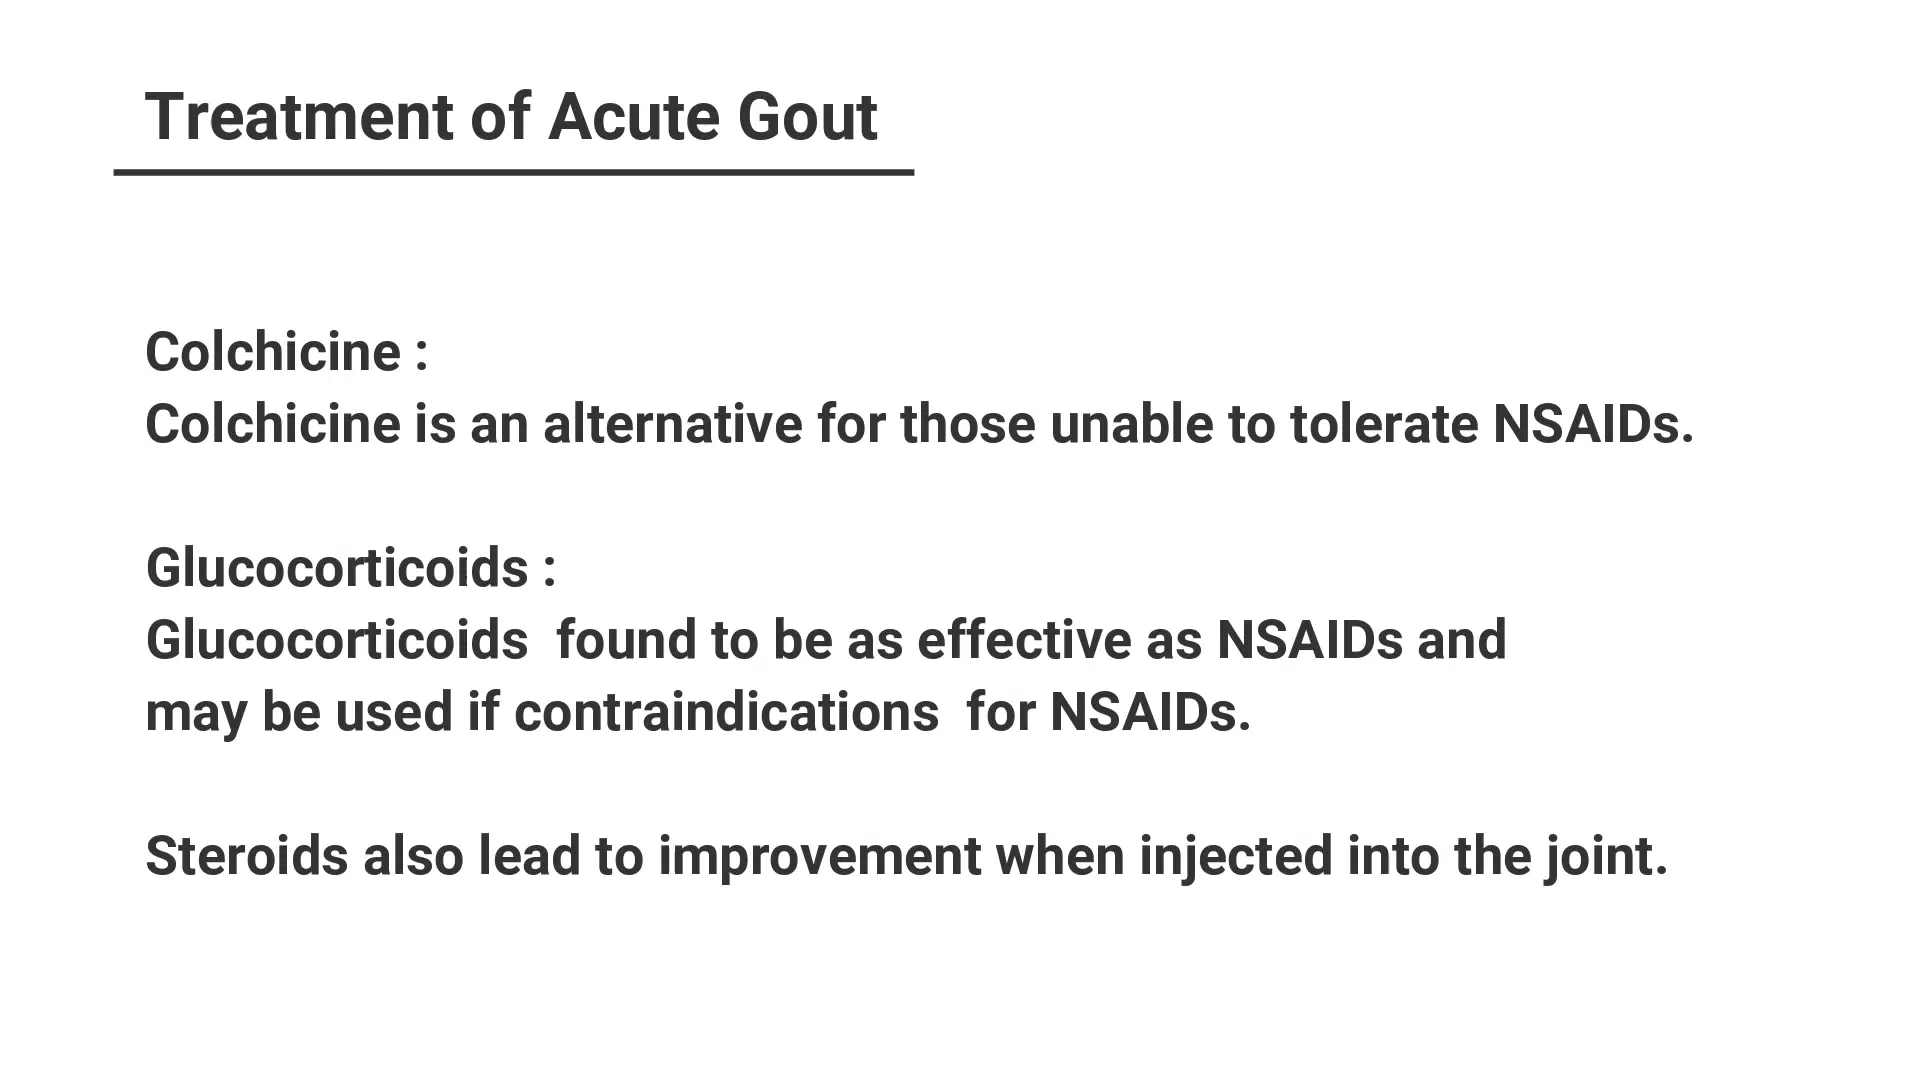 Treatment of Acute Gout
Colchicine :
Colchicine is an alternative for those unable to tolerate NSAIDs.
Glucocorticoids :
Glucocorticoids  found to be as effective as NSAIDs and
may be used if contraindications  for NSAIDs.
Steroids also lead to improvement when injected into the joint.